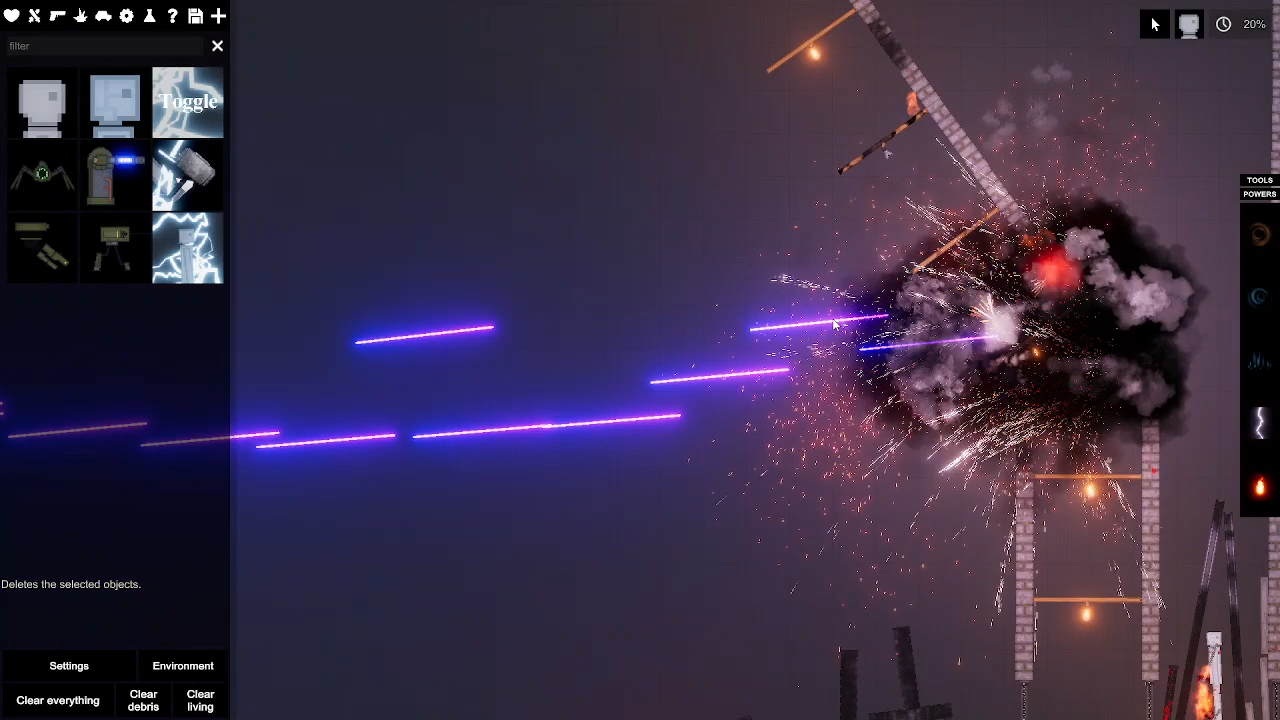 filter
Toggle
20%
TOOLS
POWERS
Deletes the selected objects.
Settings
Environment
Clear everything
Clear
debris
Clear
living